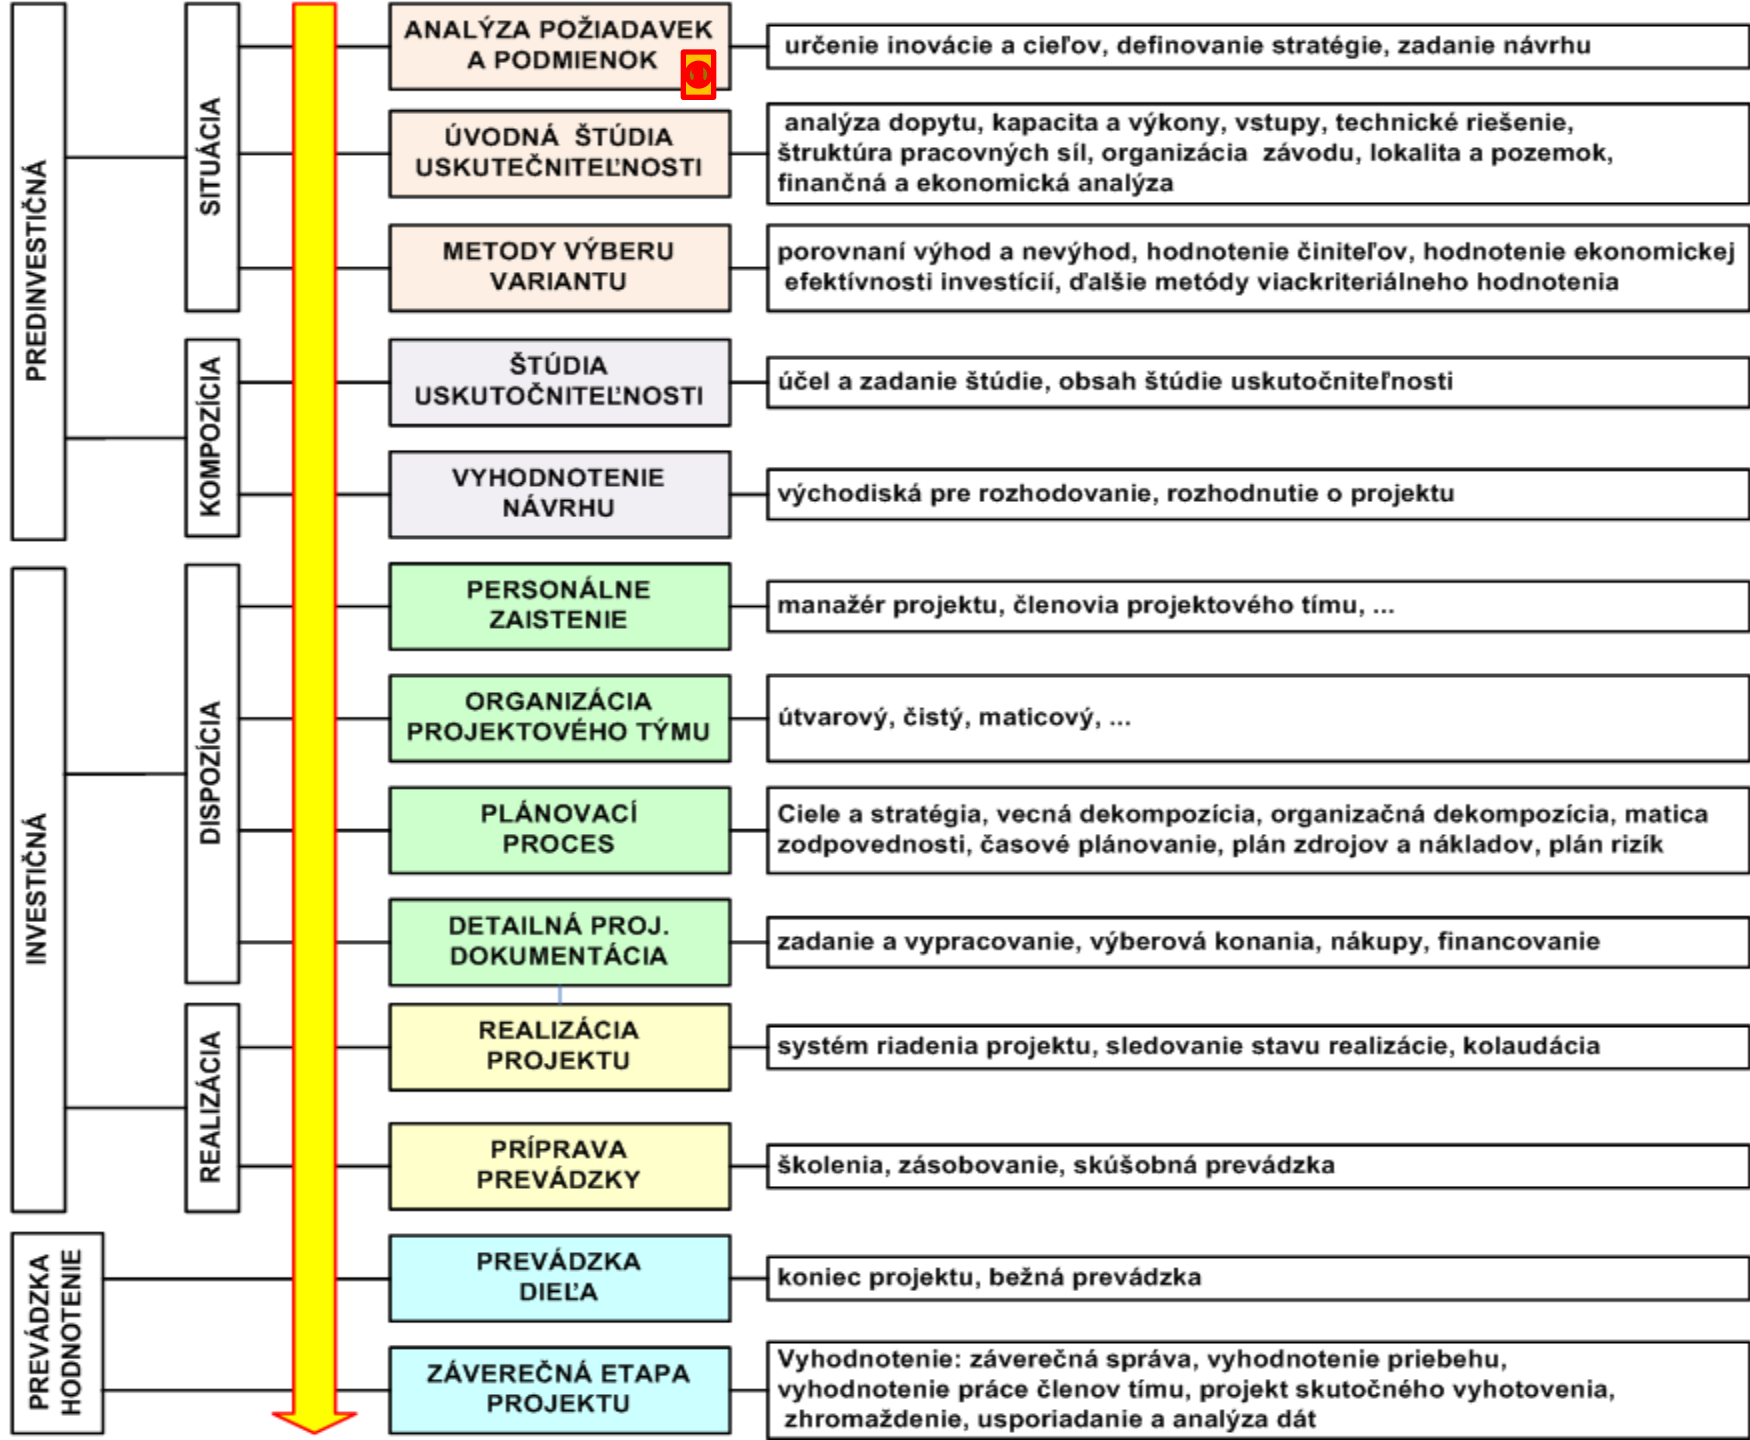 PREDINVESTIČNÁ
SITUÁCIA
ANALÝZA POŽIADAVEK
A PODMIENOK
určenie inovácie a cieľov, definovanie stratégie, zadanie návrhu
ÚVODNÁ ŠTÚDIA
USKUTEČNITEĽNOSTI
analýza dopytu, kapacita a výkony, vstupy, technické riešenie,
štruktúra pracovných síl, organizácia závodu, lokalita a pozemok,
finančná a ekonomická analýza
METODY VÝBERU
VARIANTU
porovnaní výhod a nevýhod, hodnotenie činiteľov, hodnotenie ekonomickej
efektívnosti investícií, ďalšie metódy viackriteriálneho hodnotenia
KOMPOZÍCIA
ŠTÚDIA
USKUTOČNITEĽNOSTI
účel a zadanie štúdie, obsah štúdie uskutočniteľnosti
VYHODNOTENIE
NÁVRHU
východiská pre rozhodovanie, rozhodnutie o projektu
INVESTIČNÁ
DISPOZÍCIA
PERSONÁLNE
ZAISTENIE
manažér projektu, členovia projektového tímu, ...
ORGANIZÁCIA
PROJEKTOVÉHO TÝMU
útvarový, čistý, maticový, ...
PLÁNOVACÍ
PROCES
Ciele a stratégia, vecná dekompozícia, organizačná dekompozícia, matica
zodpovednosti, časové plánovanie, plán zdrojov a nákladov, plán rizík
DETAILNÁ PROJ.
DOKUMENTÁCIA
zadanie a vypracovanie, výberová konania, nákupy, financovanie
REALIZÁCIA
REALIZÁCIA
PROJEKTU
systém riadenia projektu, sledovanie stavu realizácie, kolaudácia
PRÍPRAVA
PREVÁDZKY
školenia, zásobovanie, skúšobná prevádzka
PREVÁDZKA
HODNOTENIE
PREVÁDZKA
DIEĽA
koniec projektu, bežná prevádzka
ZÁVEREČNÁ ETAPA
PROJEKTU
Vyhodnotenie: záverečná správa, vyhodnotenie priebehu,
vyhodnotenie práce členov tímu, projekt skutočného vyhotovenia,
zhromaždenie, usporiadanie a analýza dát